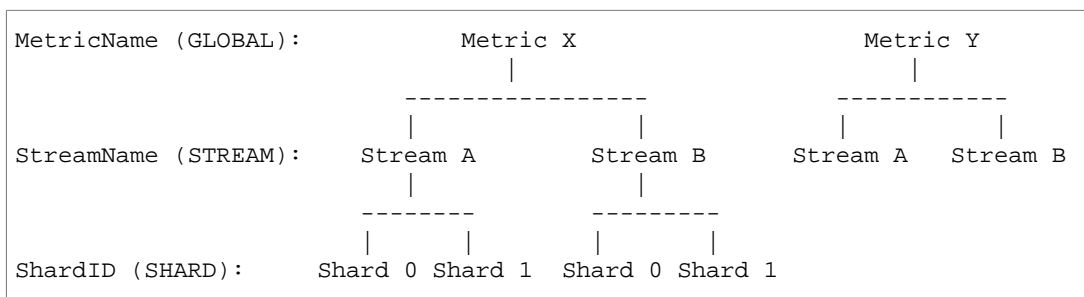 MetricName (GLOBAL): Metric X Metric Y
StreamName (STREAM): Stream A Stream B Stream A Stream B
ShardID (SHARD): Shard 0 Shard 1 Shard 0 Shard 1